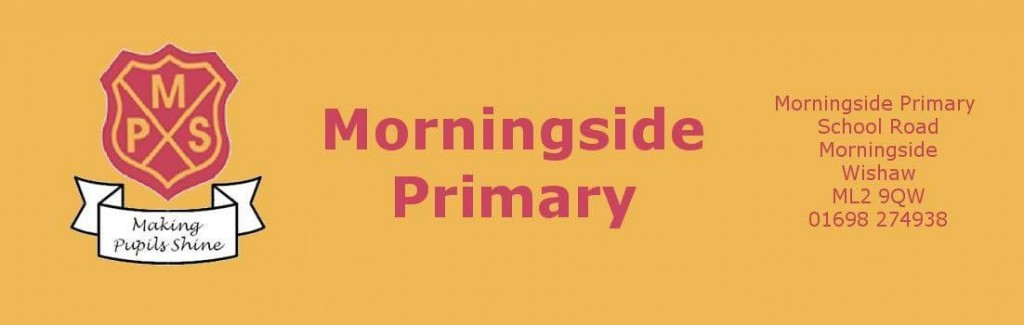 M
P S
Making
Pupils Shine
Morningside
Primary
Morningside Primary
School Road
Morningside
Wishaw
ML2 9QW
01698 274938